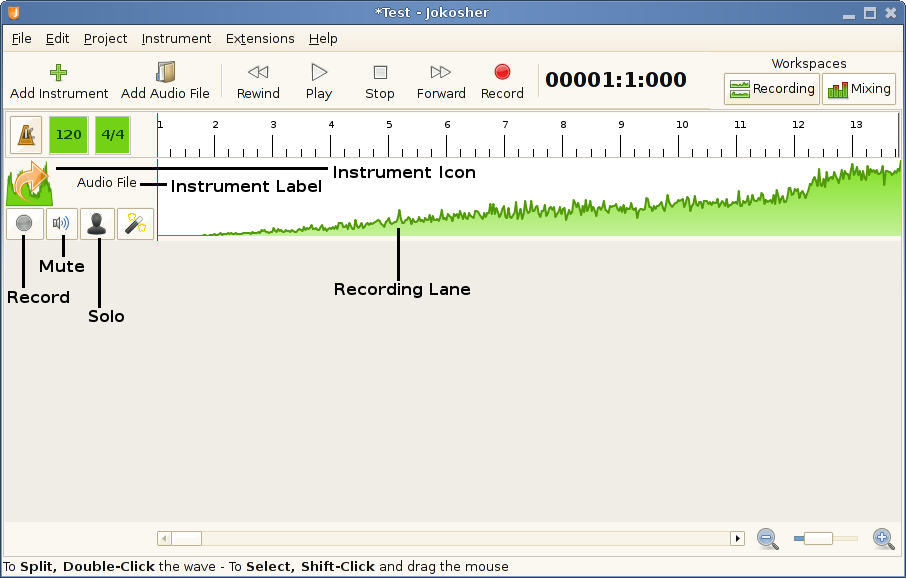 *Test - Jokosher
File Edit Project Instrument Extensions Help
Workspaces
Add Instrument Add Audio File Rewind Play Stop Forward Record 00001:1:000 Recording Mixing
120 4/4 1 2 3 4 5 6 7 8 9 10 11 12 13
Instrument Icon
Audio File Instrument Label
Mute
Recording Lane
Record
Solo
To Split, Double-Click the wave - To Select, Shift-Click and drag the mouse